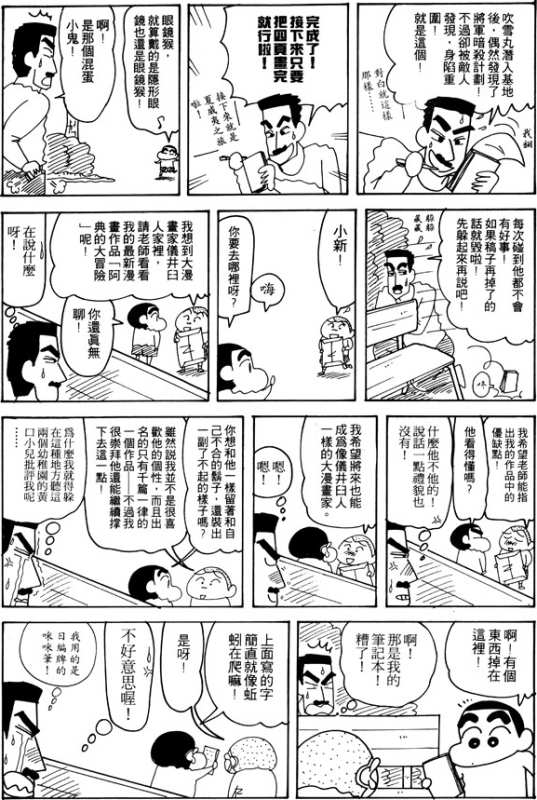 吹雪丸潛入基地
後，偶然發現了
將軍暗殺計劃！
不過卻被敵人
發現，身陷重
圍！
就是這個！
對白就這樣
那樣⋯⋯
完成了！
接下來只要
把四頁畫完
就行啦！
接下來就是
夏威夷之旅
啦！
眼鏡猴，
就算戴的是隱形眼
鏡也還是眼鏡猴！
啊！
是那個混蛋
小鬼！
每次碰到他都不會
有好事！
如果稿子再掉了的
話就毀啦！
先躲起來再說吧！
小新！
你要去哪裡呀？
嗨
我想到大漫
畫家儀井臼
人家裡，
請老師看看
我的最新漫
畫作品「阿
典的大冒險
」呢！
你還真無
聊！
在說什麼
呀！
我希望老師能指
出我的作品中的
優缺點！
他看得懂嗎？
什麼他不他的！
說話一點禮貌也
沒有！
我希望將來也能
成爲像儀井臼人
一樣的大漫畫家。
嗯！
嗯！
你想和他一樣留著和自
己不合的鬍子，還裝出
一副了不起的樣子嗎？
雖然說我並不是很喜
歡他的個性，而且出
名的只有千篇一律的
一個作品──不過我
很崇拜他還能繼續撐
下去這一點！
爲什麼我就得躲
在這種地方聽這
兩個幼稚園的黃
口小兒批評我呢
⋯⋯
啊！有個
東西掉在
這裡！
啊！
那是我的
筆記本！
糟了！
上面寫的字
簡直就像蚯
蚓在爬嘛！
是呀！
不好意思喔！
我用的是
日編牌的
咪咪筆！